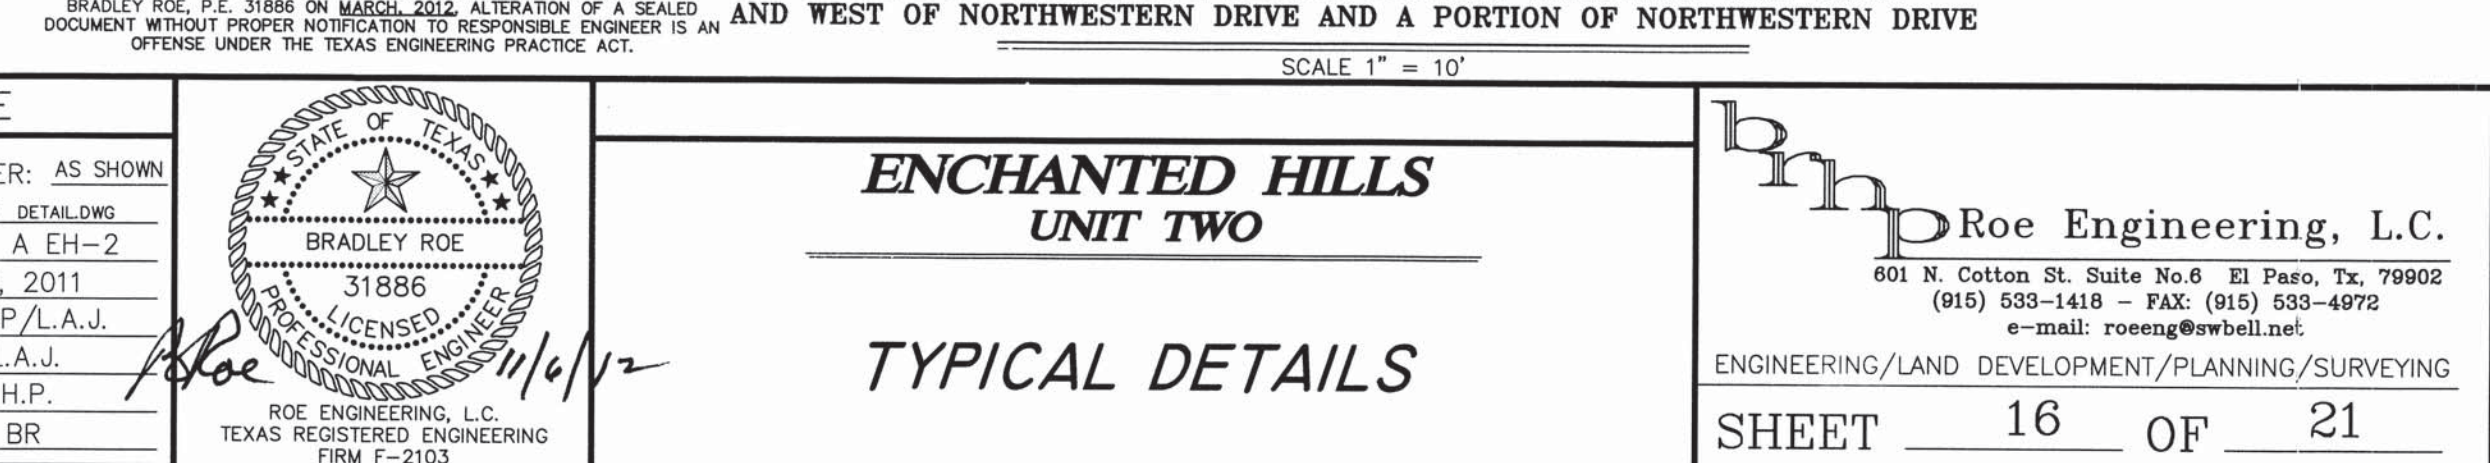 BRADLEY ROE, P.E. 31886 ON MARCH, 2012. ALTERATION OF A SEALED
DOCUMENT WITHOUT PROPER NOTIFICATION TO RESPONSIBLE ENGINEER IS AN
OFFENSE UNDER THE TEXAS ENGINEERING PRACTICE ACT.
AND WEST OF NORTHWESTERN DRIVE AND A PORTION OF NORTHWESTERN DRIVE
SCALE 1" = 10'
ER: AS SHOWN
DETAIL.DWG
A EH-2
, 2011
P/L.A.J.
.A.J.
H.P.
BR
STATE OF TEXAS
BRADLEY ROE
31886
LICENSED
PROFESSIONAL ENGINEER
BRoe
11/6/12
ROE ENGINEERING, L.C.
TEXAS REGISTERED ENGINEERING
FIRM F-2103
ENCHANTED HILLS
UNIT TWO
TYPICAL DETAILS
brnp
Roe Engineering, L.C.
601 N. Cotton St. Suite No.6 El Paso, Tx, 79902
(915) 533-1418 - FAX: (915) 533-4972
e-mail: roeeng@swbell.net
ENGINEERING/LAND DEVELOPMENT/PLANNING/SURVEYING
SHEET 16 OF 21